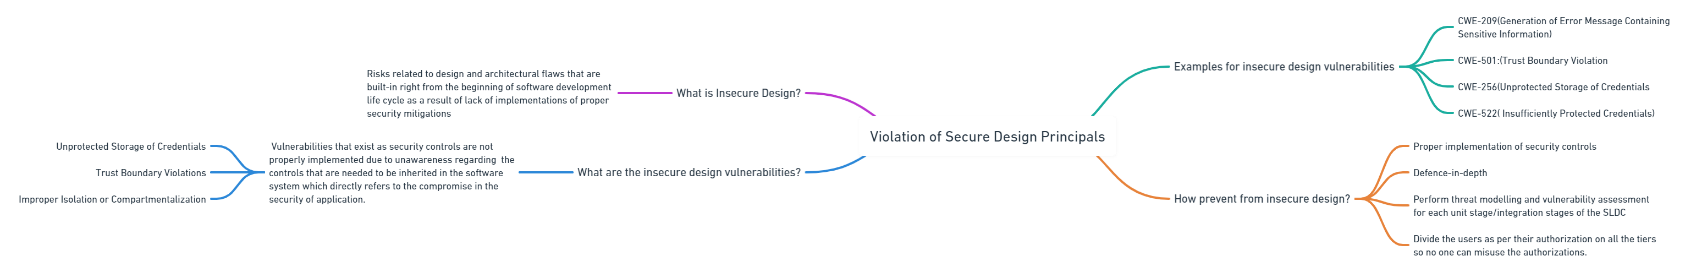 Violation of Secure Design Principals
What is Insecure Design?
Risks related to design and architectural flaws that are
built-in right from the beginning of software development
life cycle as a result of lack of implementations of proper
security mitigations
What are the insecure design vulnerabilities?
Vulnerabilities that exist as security controls are not
properly implemented due to unawareness regarding the
controls that are needed to be inherited in the software
system which directly refers to the compromise in the
security of application.
Unprotected Storage of Credentials
Trust Boundary Violations
Improper Isolation or Compartmentalization
Examples for insecure design vulnerabilities
CWE-209(Generation of Error Message Containing
Sensitive Information)
CWE-501:(Trust Boundary Violation
CWE-256(Unprotected Storage of Credentials
CWE-522( Insufficiently Protected Credentials)
How prevent from insecure design?
Proper implementation of security controls
Defence-in-depth
Perform threat modelling and vulnerability assessment
for each unit stage/integration stages of the SLDC
Divide the users as per their authorization on all the tiers
so no one can misuse the authorizations.